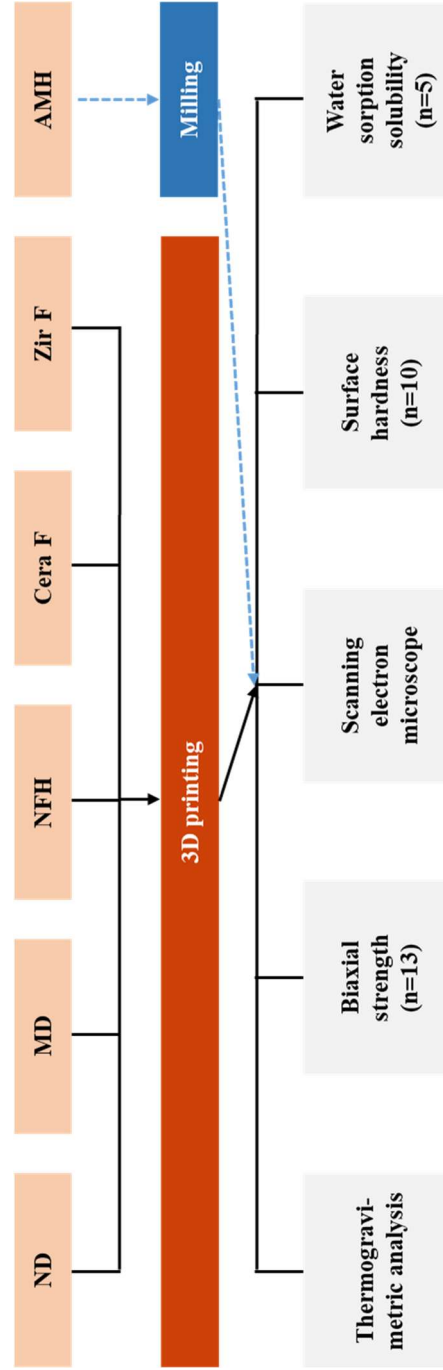 ND
MD
NFH
Cera F
Zir F
AMH
3D printing
Milling
Thermogravi-
metric analysis
Biaxial
strength
(n=13)
Scanning
electron
microscope
Surface
hardness
(n=10)
Water
sorption
solubility
(n=5)